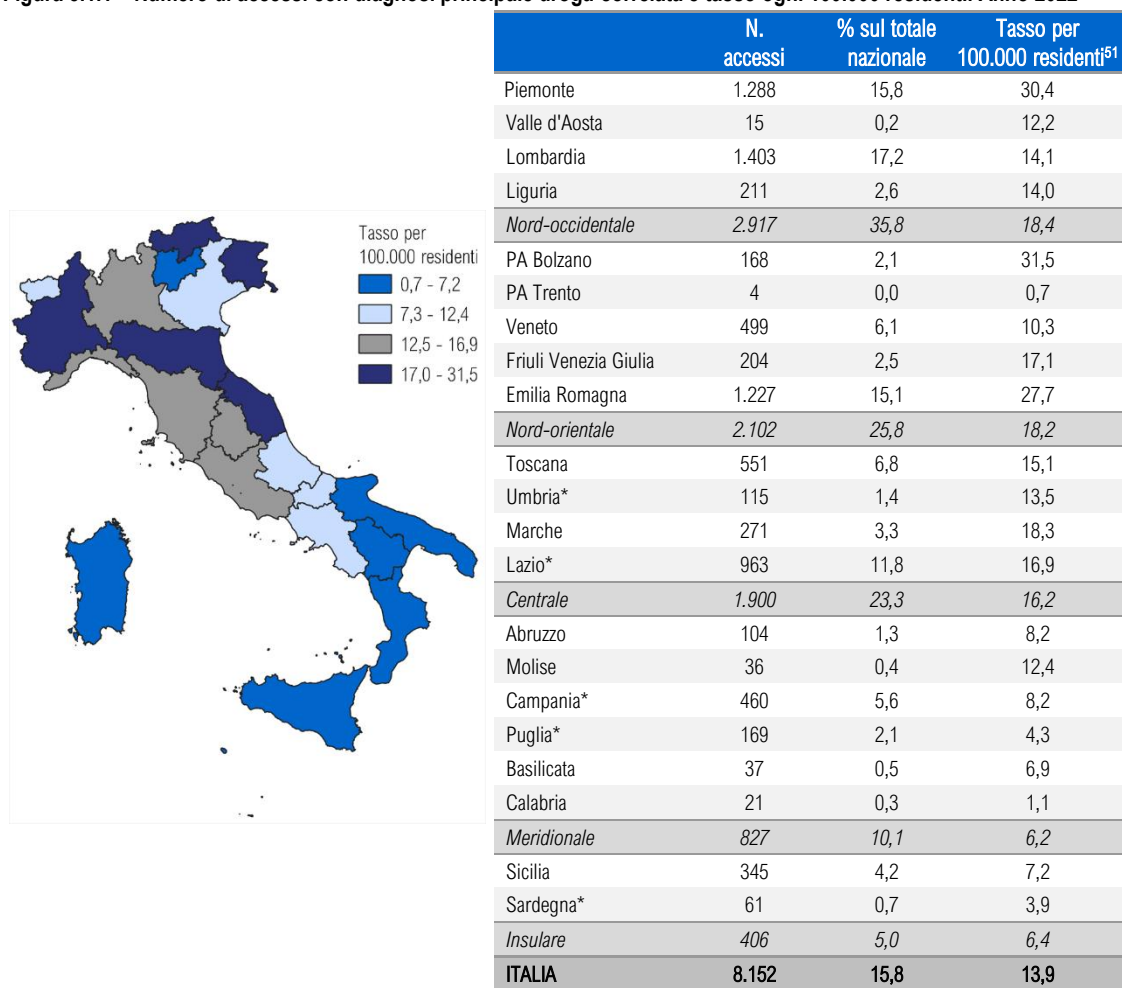 N. accessi % sul totale nazionale Tasso per 100.000 residenti51
Piemonte 1.288 15,8 30,4
Valle d'Aosta 15 0,2 12,2
Lombardia 1.403 17,2 14,1
Liguria 211 2,6 14,0
Nord-occidentale 2.917 35,8 18,4
PA Bolzano 168 2,1 31,5
PA Trento 4 0,0 0,7
Veneto 499 6,1 10,3
Friuli Venezia Giulia 204 2,5 17,1
Emilia Romagna 1.227 15,1 27,7
Nord-orientale 2.102 25,8 18,2
Toscana 551 6,8 15,1
Umbria* 115 1,4 13,5
Marche 271 3,3 18,3
Lazio* 963 11,8 16,9
Centrale 1.900 23,3 16,2
Abruzzo 104 1,3 8,2
Molise 36 0,4 12,4
Campania* 460 5,6 8,2
Puglia* 169 2,1 4,3
Basilicata 37 0,5 6,9
Calabria 21 0,3 1,1
Meridionale 827 10,1 6,2
Sicilia 345 4,2 7,2
Sardegna* 61 0,7 3,9
Insulare 406 5,0 6,4
ITALIA 8.152 15,8 13,9
Tasso per
100.000 residenti
0,7 - 7,2
7,3 - 12,4
12,5 - 16,9
17,0 - 31,5